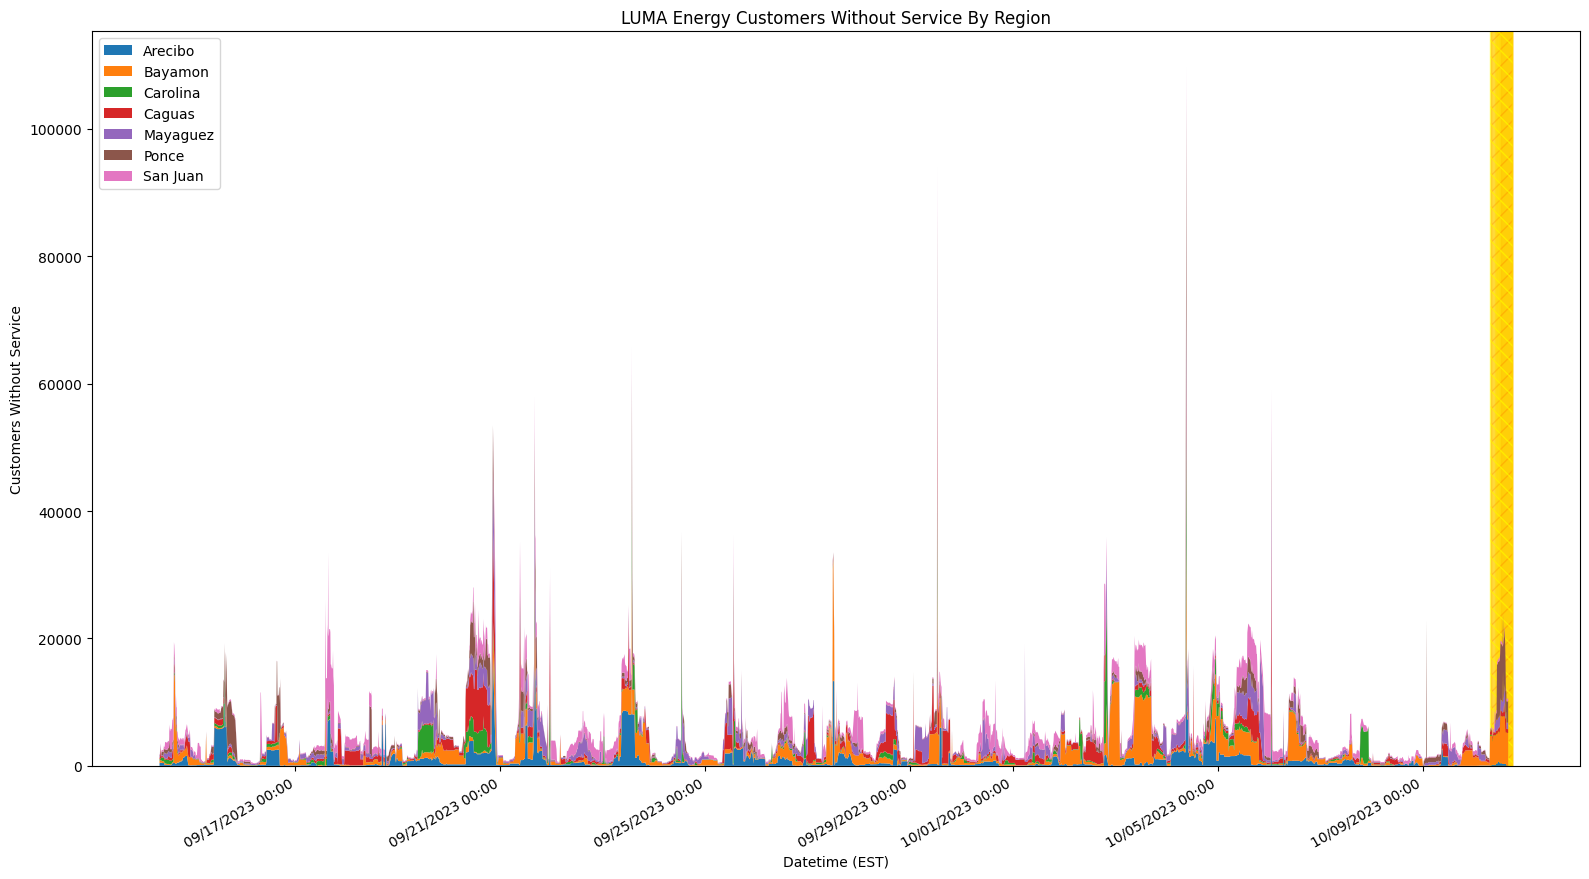 LUMA Energy Customers Without Service By Region
Arecibo
Bayamon
Carolina
Caguas
Mayaguez
Ponce
San Juan
100000
80000
60000
40000
20000
0
Customers Without Service
09/17/2023 00:00
09/21/2023 00:00
09/25/2023 00:00
09/29/2023 00:00
10/01/2023 00:00
10/05/2023 00:00
10/09/2023 00:00
Datetime (EST)